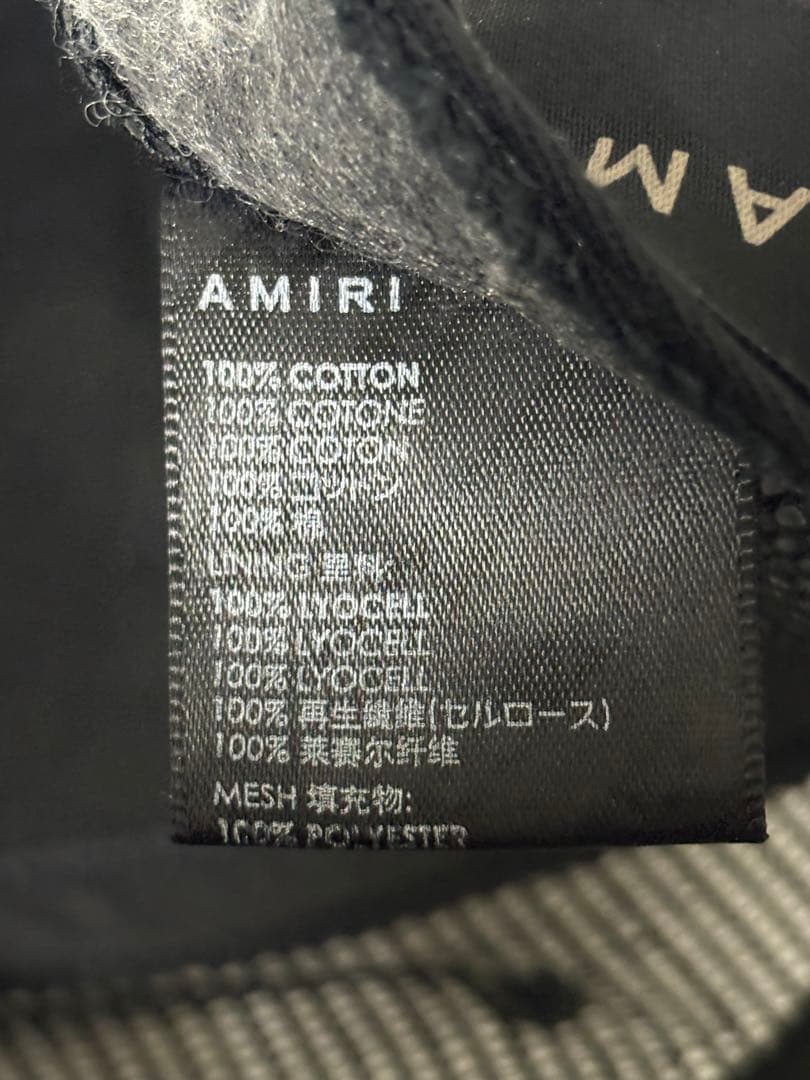 AM
AMIRI
100% COTTON
100% COTONE
100% COTON
100% コットン
100% 棉
LINING 里料:
100% LYOCELL
100% LYOCELL
100% LYOCELL
100% 再生繊維(セルロース)
100% 莱赛尔纤维
MESH 填充物:
100% POLYESTER